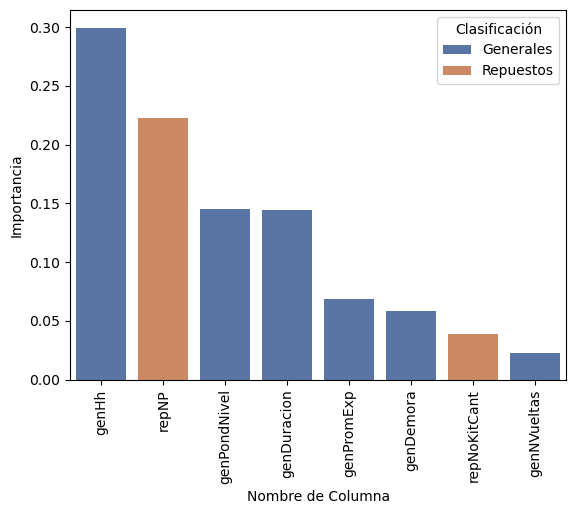 Clasificación
Generales
Repuestos
0.30
0.25
0.20
0.15
0.10
0.05
0.00
Importancia
genHh
repNP
genPondNivel
genDuracion
genPromExp
genDemora
repNoKitCant
genNVueltas
Nombre de Columna